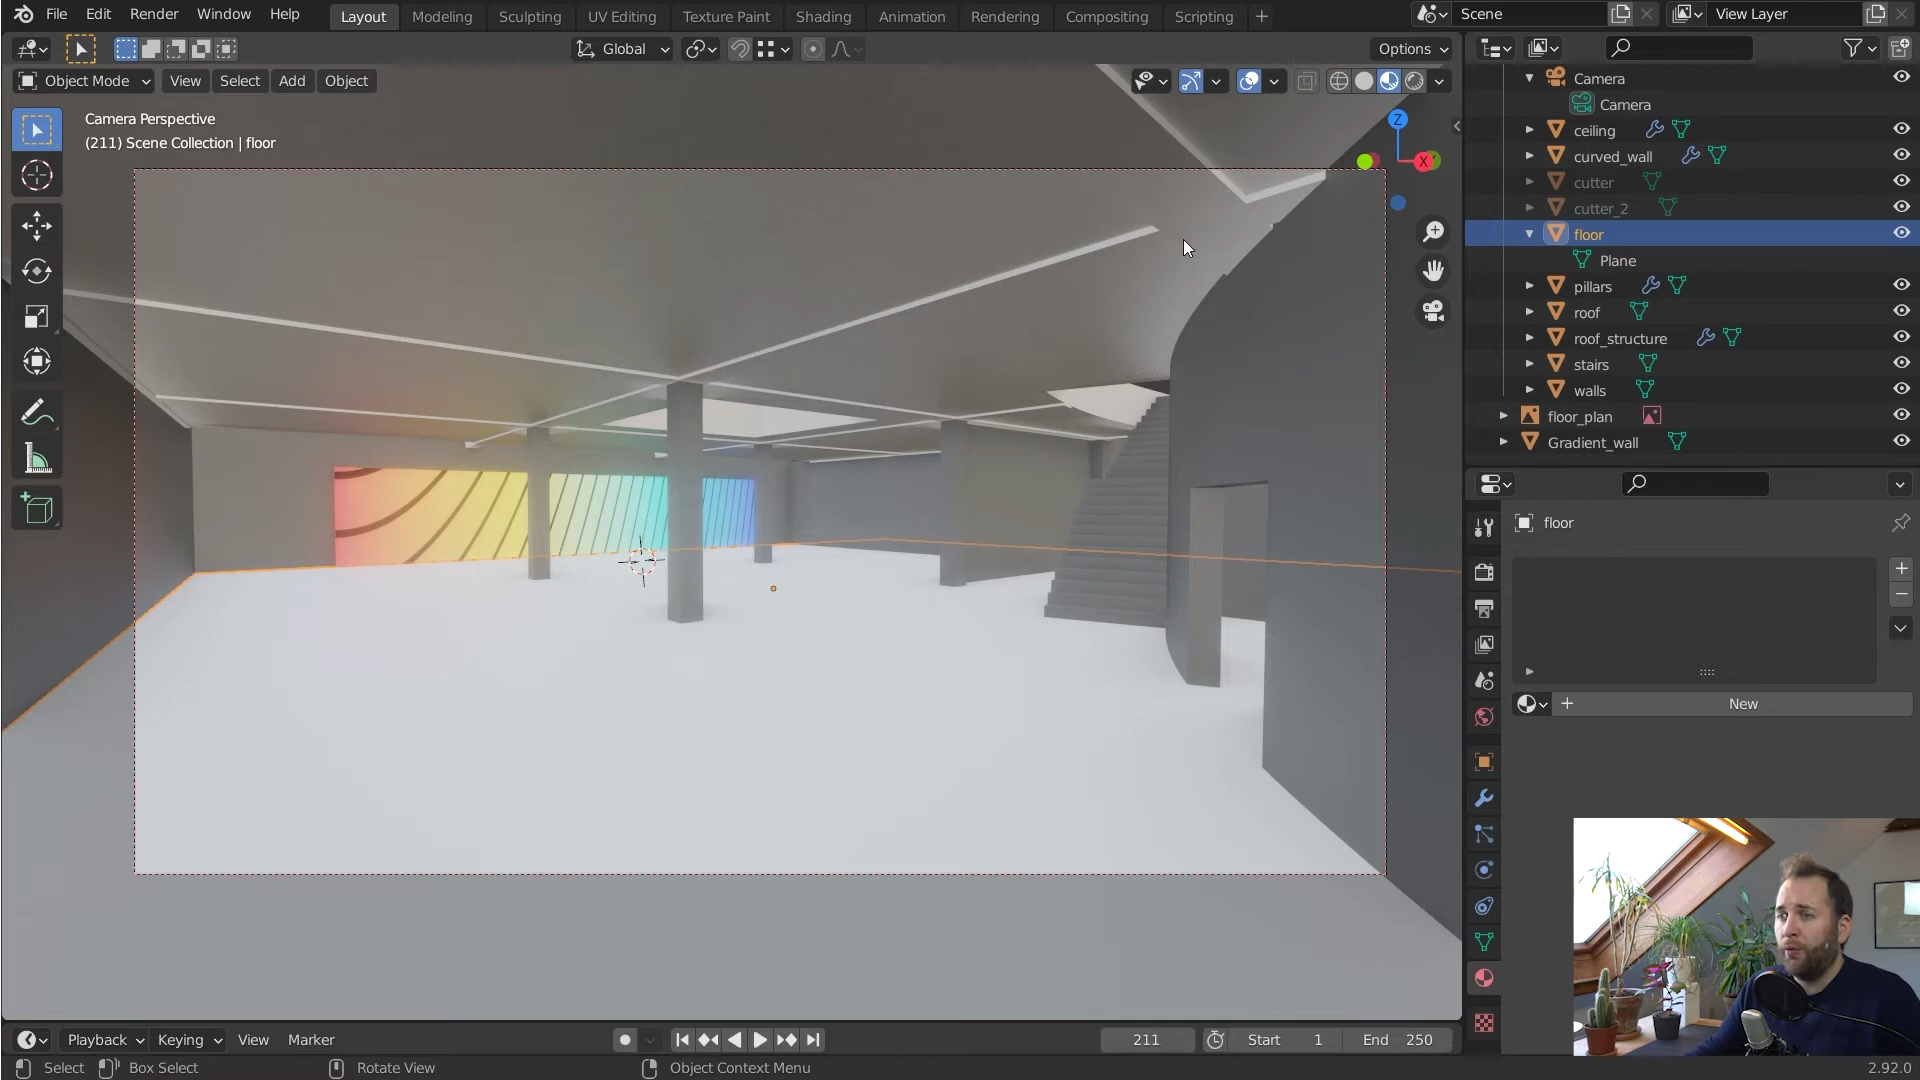 File Edit Render Window Help
Layout Modeling Sculpting UV Editing Texture Paint Shading Animation Rendering Compositing Scripting
Scene
View Layer
Global
Options
Object Mode View Select Add Object
Camera Perspective
(211) Scene Collection | floor
Z
X
Camera
Camera
ceiling
curved_wall
cutter
cutter_2
floor
Plane
pillars
roof
roof_structure
stairs
walls
floor_plan
Gradient_wall
floor
New
Playback Keying View Marker
211
Start 1
End 250
Select Box Select Rotate View Object Context Menu
2.92.0